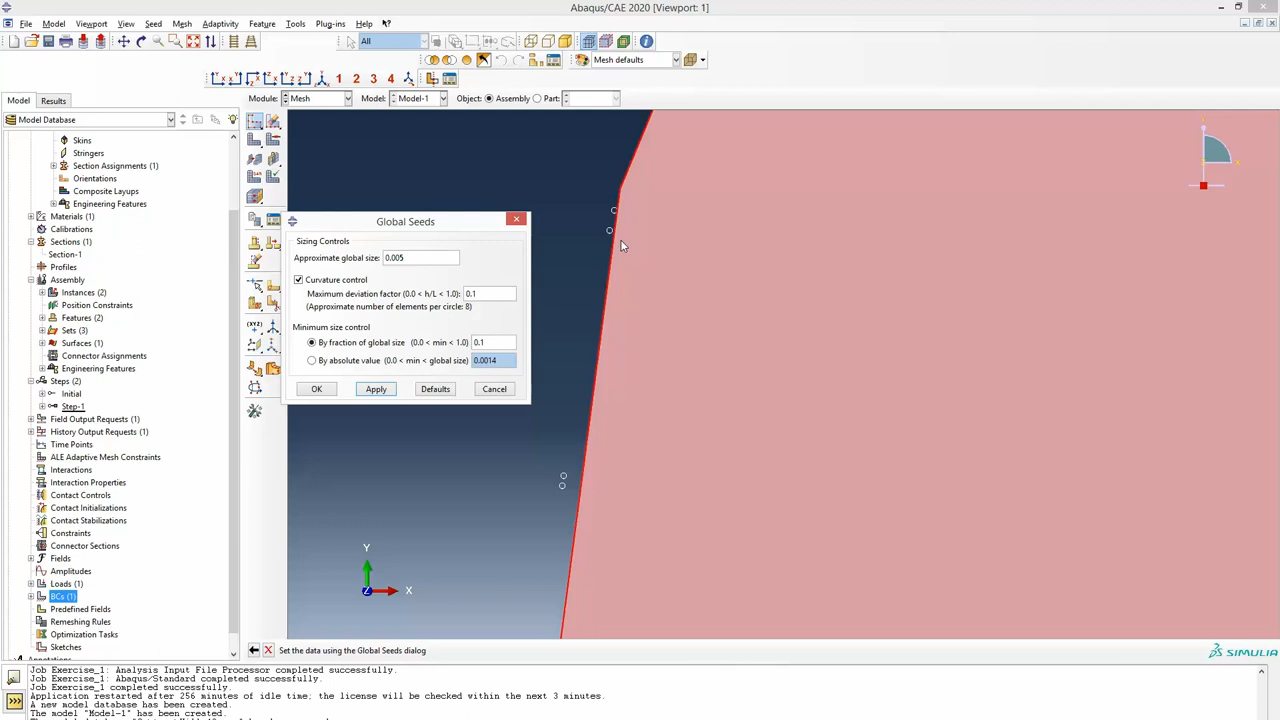 Abaqus/CAE 2020 [Viewport: 1]
File Model Viewport View Seed Mesh Adaptivity Feature Tools Plug-ins Help
All
Mesh defaults
1 2 3 4
Model Results Module: Mesh Model: Model-1 Object: Assembly Part:
Model Database
Skins
Stringers
Section Assignments (1)
Orientations
Composite Layups
Engineering Features
Materials (1)
Calibrations
Sections (1)
Section-1
Profiles
Assembly
Instances (2)
Position Constraints
Features (2)
Sets (3)
Surfaces (1)
Connector Assignments
Engineering Features
Steps (2)
Initial
Step-1
Field Output Requests (1)
History Output Requests (1)
Time Points
ALE Adaptive Mesh Constraints
Interactions
Interaction Properties
Contact Controls
Contact Initializations
Contact Stabilizations
Constraints
Connector Sections
Fields
Amplitudes
Loads (1)
BCs (1)
Predefined Fields
Remeshing Rules
Optimization Tasks
Sketches
(XYZ)
Global Seeds
Sizing Controls
Approximate global size: 0.005
Curvature control
Maximum deviation factor (0.0 < h/L < 1.0): 0.1
(Approximate number of elements per circle: 8)
Minimum size control
By fraction of global size (0.0 < min < 1.0) 0.1
By absolute value (0.0 < min < global size) 0.0014
OK Apply Defaults Cancel
Y
Z X
Y
X
Set the data using the Global Seeds dialog
SIMULIA
Job Exercise_1: Analysis Input File Processor completed successfully.
Job Exercise_1: Abaqus/Standard completed successfully.
Job Exercise_1 completed successfully.
Application restarted after 256 minutes of idle time; the license will be checked within the next 3 minutes.
A new model database has been created.
The model "Model-1" has been created.